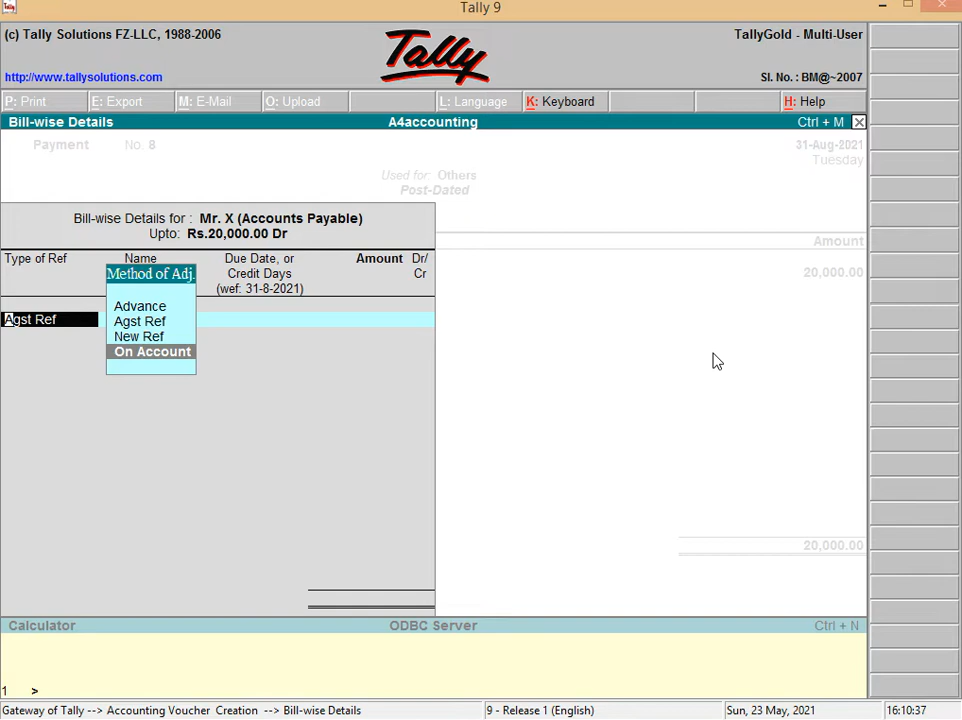 Tally 9
(c) Tally Solutions FZ-LLC, 1988-2006
http://www.tallysolutions.com
Tally
TallyGold - Multi-User
Sl. No. : BM@~2007
P: Print E: Export M: E-Mail O: Upload L: Language K: Keyboard H: Help
Bill-wise Details A4accounting Ctrl + M
Payment No. 8 31-Aug-2021
Tuesday
Used for: Others
Post-Dated
Bill-wise Details for : Mr. X (Accounts Payable)
Upto: Rs.20,000.00 Dr
Amount
Type of Ref Name Due Date, or Amount Dr/
Credit Days Cr
(wef: 31-8-2021)
20,000.00
Method of Adj.
Advance
Agst Ref
New Ref
On Account
Agst Ref
20,000.00
Calculator ODBC Server Ctrl + N
1 >
Gateway of Tally --> Accounting Voucher Creation --> Bill-wise Details 9 - Release 1 (English) Sun, 23 May, 2021 16:10:37